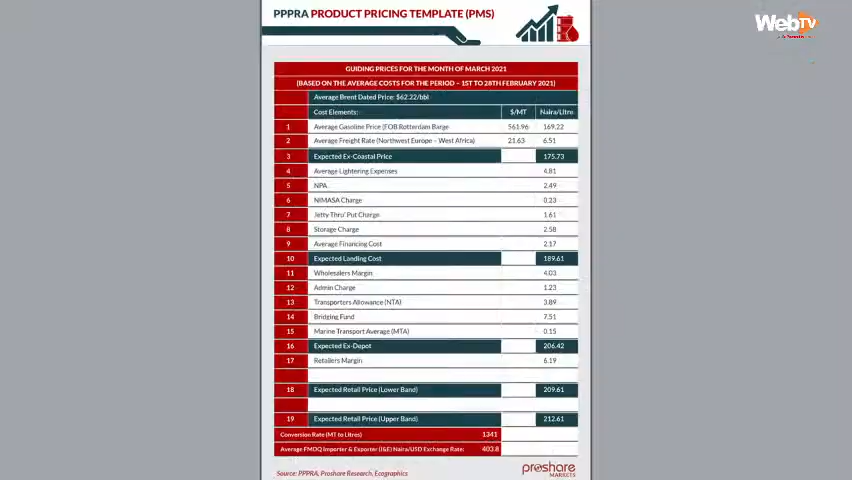 PPPRA PRODUCT PRICING TEMPLATE (PMS)
WebTv
GUIDING PRICES FOR THE MONTH OF MARCH 2021
(BASED ON THE AVERAGE COSTS FOR THE PERIOD – 1ST TO 28TH FEBRUARY 2021)
Average Brent Dated Price: $62.22/bbl
Cost Elements: $/MT Naira/Litre
1 Average Gasoline Price (FOB Rotterdam Barge 561.96 169.22
2 Average Freight Rate (Northwest Europe – West Africa) 21.63 6.51
3 Expected Ex-Coastal Price 175.73
4 Average Lightering Expenses 4.81
5 NPA 2.49
6 NIMASA Charge 0.23
7 Jetty Thru' Put Charge 1.61
8 Storage Charge 2.58
9 Average Financing Cost 2.17
10 Expected Landing Cost 189.61
11 Wholesalers Margin 4.03
12 Admin Charge 1.23
13 Transporters Allowance (NTA) 3.89
14 Bridging Fund 7.51
15 Marine Transport Average (MTA) 0.15
16 Expected Ex-Depot 206.42
17 Retailers Margin 6.19
18 Expected Retail Price (Lower Band) 209.61
19 Expected Retail Price (Upper Band) 212.61
Conversion Rate (MT to Litres) 1341
Average FMDQ Importer & Exporter (I&E) Naira/USD Exchange Rate: 403.8
Source: PPPRA, Proshare Research, Ecographics
proshare
MARKETS